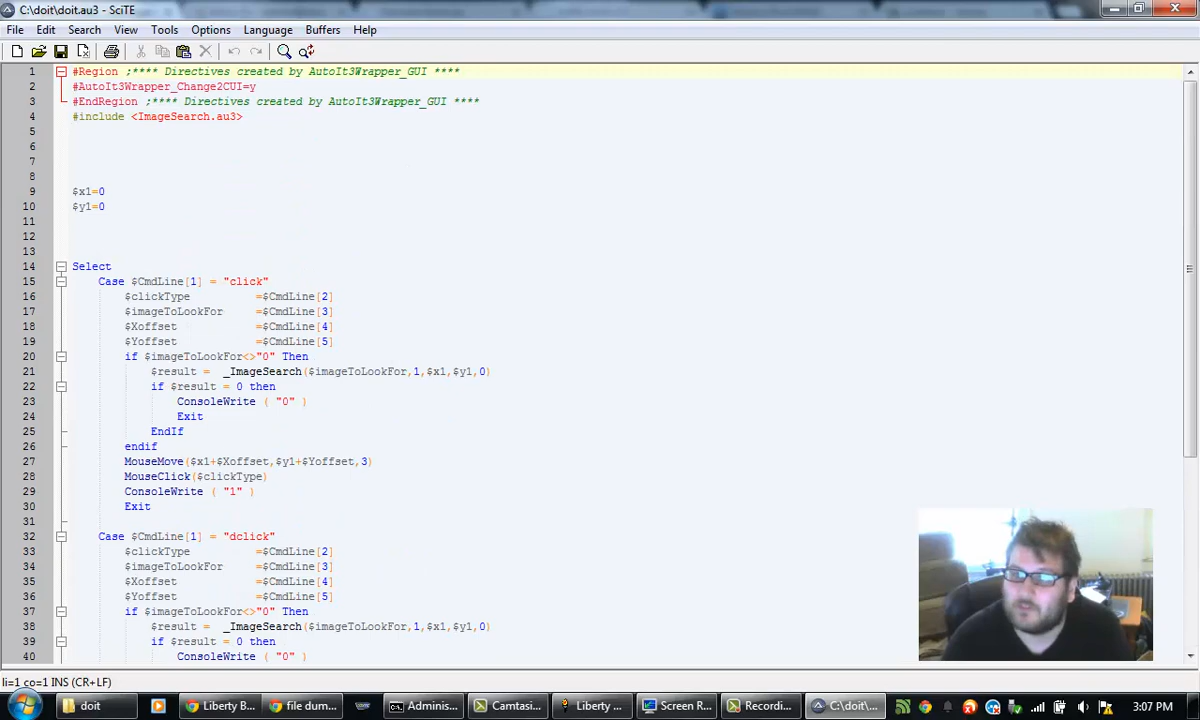 C:\doit\doit.au3 - SciTE
File Edit Search View Tools Options Language Buffers Help
1 #Region ;**** Directives created by AutoIt3Wrapper_GUI ****
2 #AutoIt3Wrapper_Change2CUI=y
3 #EndRegion ;**** Directives created by AutoIt3Wrapper_GUI ****
4 #include <ImageSearch.au3>
5
6
7
8
9 $x1=0
10 $y1=0
11
12
13
14 Select
15 Case $CmdLine[1] = "click"
16 $clickType =$CmdLine[2]
17 $imageToLookFor =$CmdLine[3]
18 $Xoffset =$CmdLine[4]
19 $Yoffset =$CmdLine[5]
20 if $imageToLookFor<>"0" Then
21 $result = _ImageSearch($imageToLookFor,1,$x1,$y1,0)
22 if $result = 0 then
23 ConsoleWrite ( "0" )
24 Exit
25 EndIf
26 endif
27 MouseMove($x1+$Xoffset,$y1+$Yoffset,3)
28 MouseClick($clickType)
29 ConsoleWrite ( "1" )
30 Exit
31
32 Case $CmdLine[1] = "dclick"
33 $clickType =$CmdLine[2]
34 $imageToLookFor =$CmdLine[3]
35 $Xoffset =$CmdLine[4]
36 $Yoffset =$CmdLine[5]
37 if $imageToLookFor<>"0" Then
38 $result = _ImageSearch($imageToLookFor,1,$x1,$y1,0)
39 if $result = 0 then
40 ConsoleWrite ( "0" )
li=1 co=1 INS (CR+LF)
doit Liberty B... file dum... Adminis... Camtasi... Liberty ... Screen R... Recordi... C:\doit\... 3:07 PM